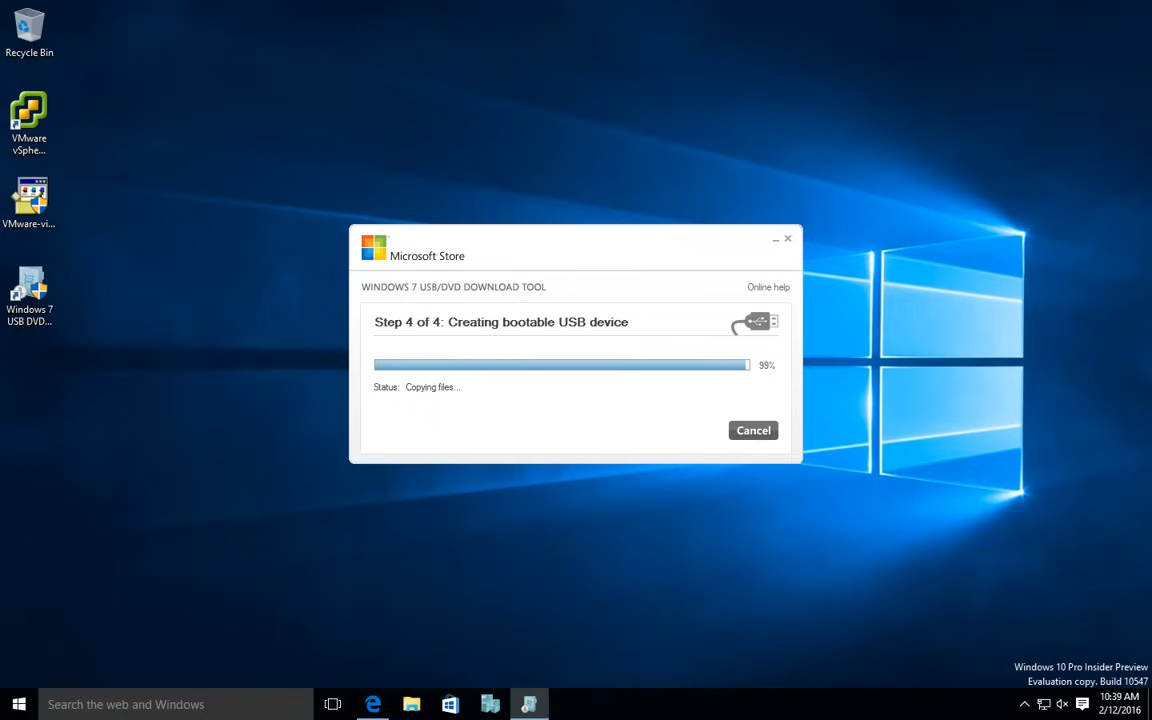 Recycle Bin
VMware
vSphe...
VMware-vi...
Windows 7
USB DVD...
Microsoft Store
WINDOWS 7 USB/DVD DOWNLOAD TOOL
Online help
Step 4 of 4: Creating bootable USB device
99%
Status: Copying files...
Cancel
Windows 10 Pro Insider Preview
Evaluation copy. Build 10547
Search the web and Windows
10:39 AM
2/12/2016